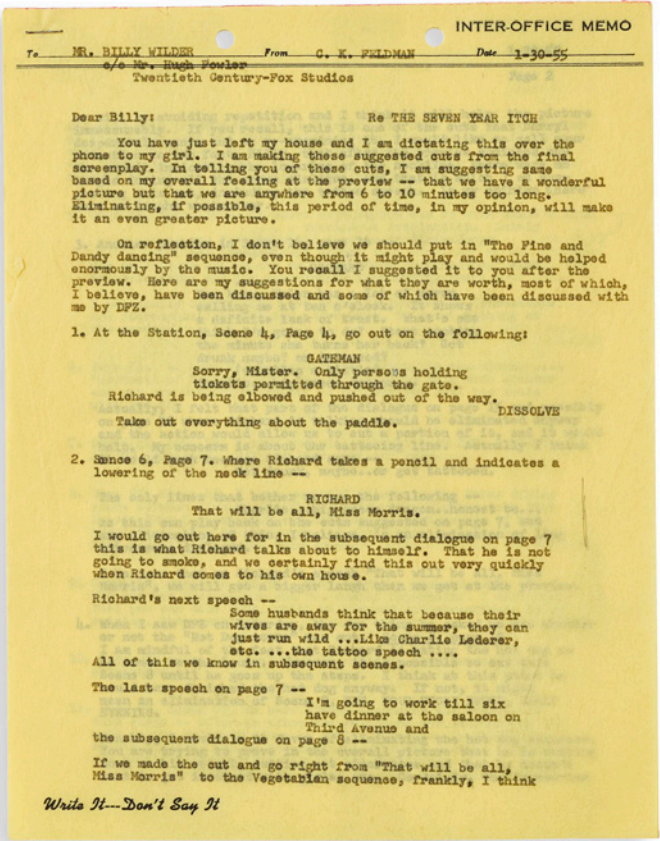 INTER-OFFICE MEMO
To MR. BILLY WILDER From C. K. FELDMAN Date 1-30-55
c/o Mr. Hugh Fowler
Twentieth Century-Fox Studios
Page 2
Dear Billy: Re THE SEVEN YEAR ITCH
You have just left my house and I am dictating this over the
phone to my girl. I am making these suggested cuts from the final
screenplay. In telling you of these cuts, I am suggesting same
based on my overall feeling at the preview -- that we have a wonderful
picture but that we are anywhere from 6 to 10 minutes too long.
Eliminating, if possible, this period of time, in my opinion, will make
it an even greater picture.
On reflection, I don't believe we should put in "The Fine and
Dandy dancing" sequence, even though it might play and would be helped
enormously by the music. You recall I suggested it to you after the
preview. Here are my suggestions for what they are worth, most of which,
I believe, have been discussed and some of which have been discussed with
me by DFZ.
1. At the Station, Scene 4, Page 4, go out on the following:
GATEMAN
Sorry, Mister. Only persons holding
tickets permitted through the gate.
Richard is being elbowed and pushed out of the way.
DISSOLVE
Take out everything about the paddle.
2. Sence 6, Page 7. Where Richard takes a pencil and indicates a
lowering of the neck line --
RICHARD
That will be all, Miss Morris.
I would go out here for in the subsequent dialogue on page 7
this is what Richard talks about to himself. That he is not
going to smoke, and we certainly find this out very quickly
when Richard comes to his own house.
Richard's next speech --
Some husbands think that because their
wives are away for the summer, they can
just run wild ...Like Charlie Lederer,
etc. ...the tattoo speech ....
All of this we know in subsequent scenes.
The last speech on page 7 --
I'm going to work till six
have dinner at the saloon on
Third Avenue and
the subsequent dialogue on page 8 --
If we made the cut and go right from "That will be all,
Miss Morris" to the Vegetabian sequence, frankly, I think
Write It---Don't Say It